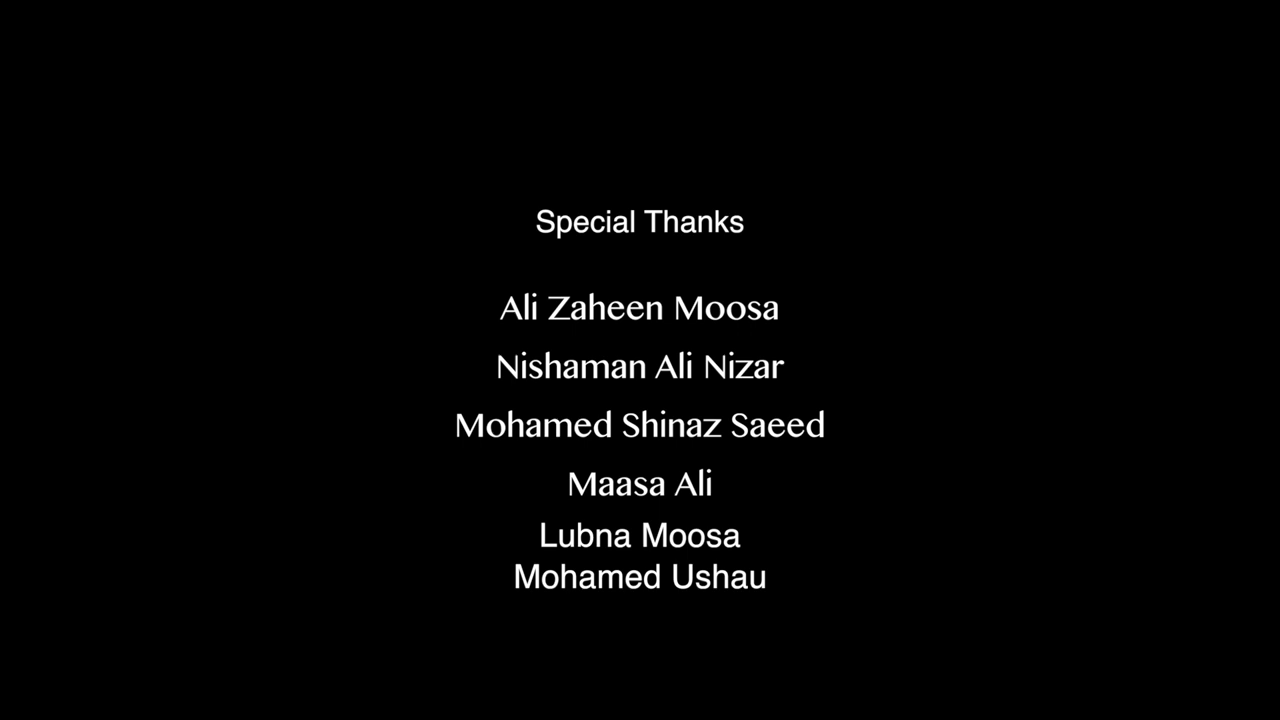 Special Thanks
Ali Zaheen Moosa
Nishaman Ali Nizar
Mohamed Shinaz Saeed
Maasa Ali
Lubna Moosa
Mohamed Ushau